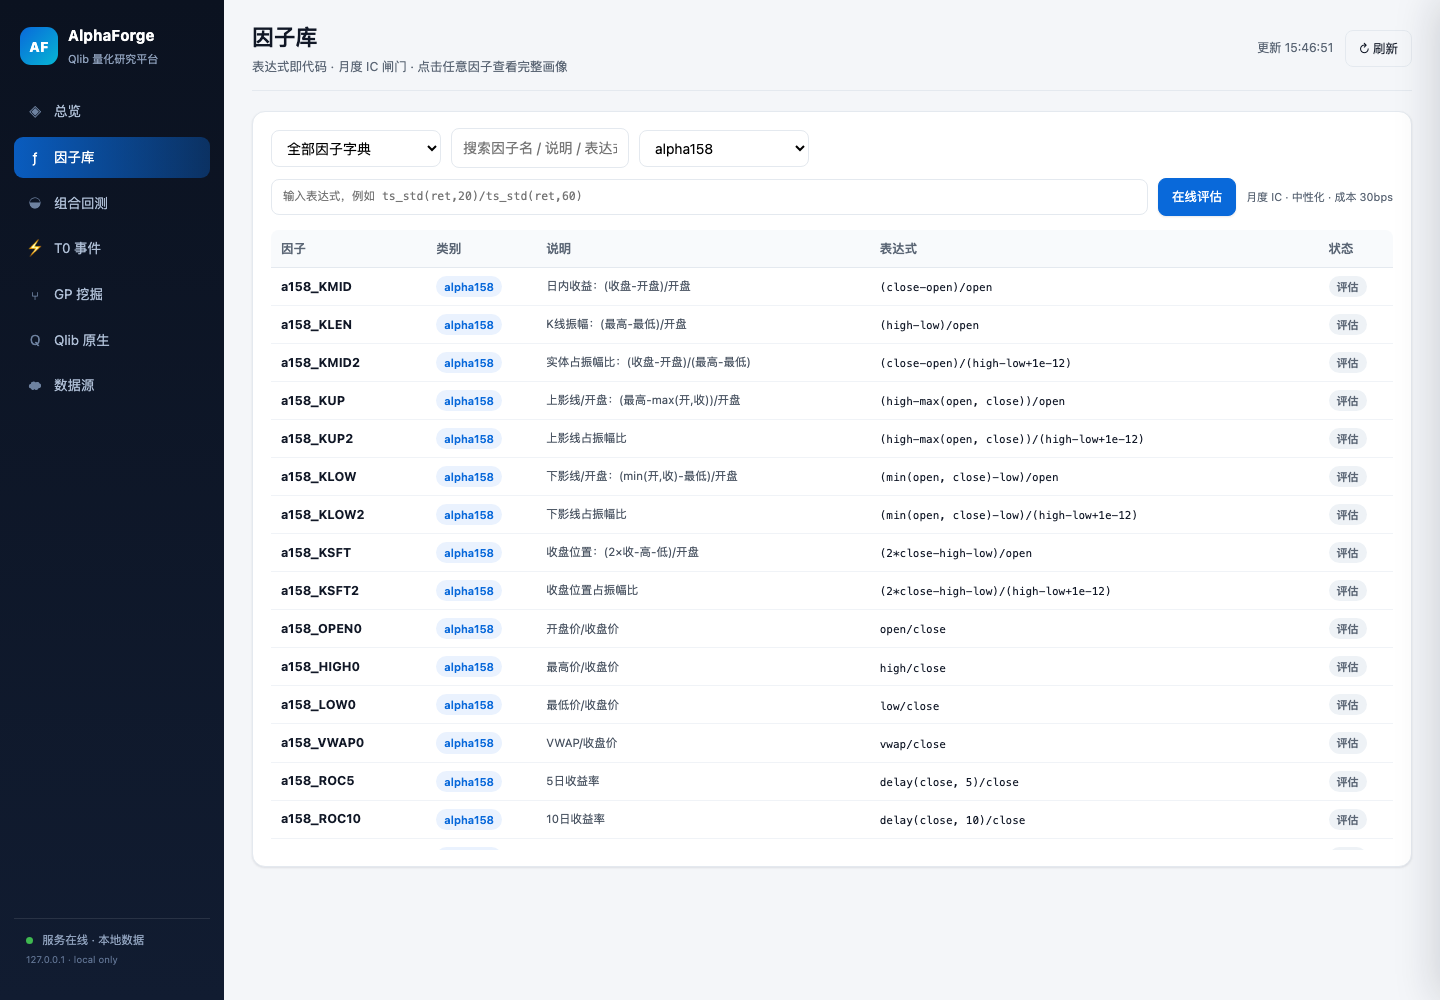 AF
AlphaForge
Qlib 量化研究平台
总览
因子库
组合回测
T0 事件
GP 挖掘
Q Qlib 原生
数据源
服务在线 · 本地数据
127.0.0.1 · local only
因子库
表达式即代码 · 月度 IC 闸门 · 点击任意因子查看完整画像
更新 15:46:51
↻ 刷新
全部因子字典
搜索因子名 / 说明 / 表达式
alpha158
输入表达式，例如 ts_std(ret,20)/ts_std(ret,60)
在线评估
月度 IC · 中性化 · 成本 30bps
因子 类别 说明 表达式 状态
a158_KMID alpha158 日内收益：(收盘-开盘)/开盘 (close-open)/open 评估
a158_KLEN alpha158 K线振幅：(最高-最低)/开盘 (high-low)/open 评估
a158_KMID2 alpha158 实体占振幅比：(收盘-开盘)/(最高-最低) (close-open)/(high-low+1e-12) 评估
a158_KUP alpha158 上影线/开盘：(最高-max(开,收))/开盘 (high-max(open, close))/open 评估
a158_KUP2 alpha158 上影线占振幅比 (high-max(open, close))/(high-low+1e-12) 评估
a158_KLOW alpha158 下影线/开盘：(min(开,收)-最低)/开盘 (min(open, close)-low)/open 评估
a158_KLOW2 alpha158 下影线占振幅比 (min(open, close)-low)/(high-low+1e-12) 评估
a158_KSFT alpha158 收盘位置：(2×收-高-低)/开盘 (2*close-high-low)/open 评估
a158_KSFT2 alpha158 收盘位置占振幅比 (2*close-high-low)/(high-low+1e-12) 评估
a158_OPEN0 alpha158 开盘价/收盘价 open/close 评估
a158_HIGH0 alpha158 最高价/收盘价 high/close 评估
a158_LOW0 alpha158 最低价/收盘价 low/close 评估
a158_VWAP0 alpha158 VWAP/收盘价 vwap/close 评估
a158_ROC5 alpha158 5日收益率 delay(close, 5)/close 评估
a158_ROC10 alpha158 10日收益率 delay(close, 10)/close 评估